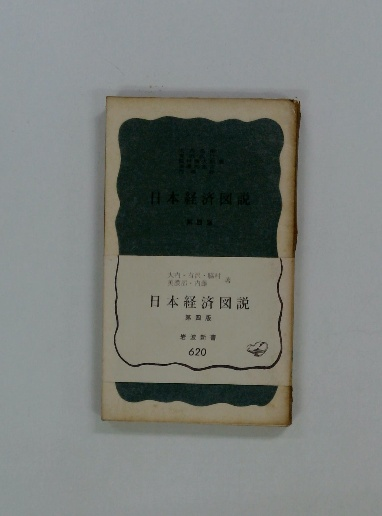 日本経済図説
第四版
大内・有沢・脇村
美濃部・内藤
著
日本経済図説
第四版
岩波新書
620